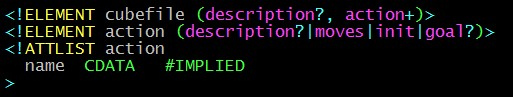 <!ELEMENT cubefile (description?, action+)>
<!ELEMENT action (description?|moves|init|goal?)>
<!ATTLIST action
  name  CDATA   #IMPLIED
>